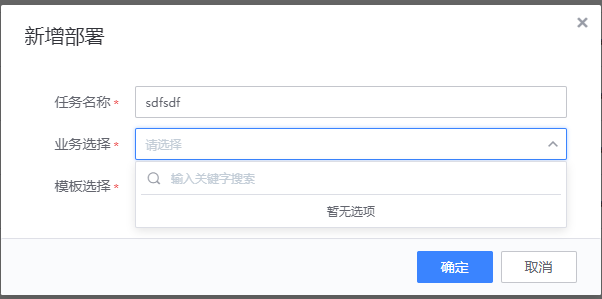 新增部署
任务名称 *
sdfsdf
业务选择 *
请选择
输入关键字搜索
暂无选项
模板选择 *
确定
取消